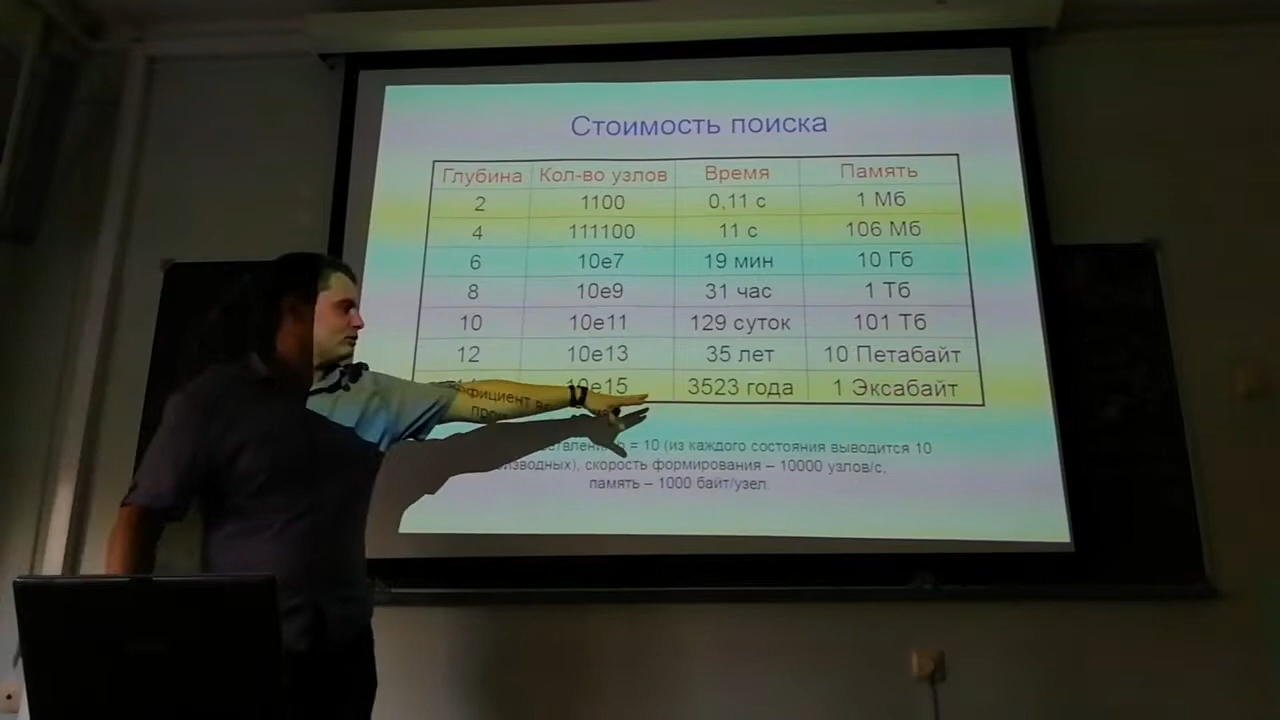 Стоимость поиска
Глубина Кол-во узлов Время Память
2 1100 0,11 с 1 Мб
4 111100 11 с 106 Мб
6 10e7 19 мин 10 Гб
8 10e9 31 час 1 Тб
10 10e11 129 суток 101 Тб
12 10e13 35 лет 10 Петабайт
10e15 3523 года 1 Эксабайт
b = 10 (из каждого состояния выводится 10
скорость формирования – 10000 узлов/с,
память – 1000 байт/узел.